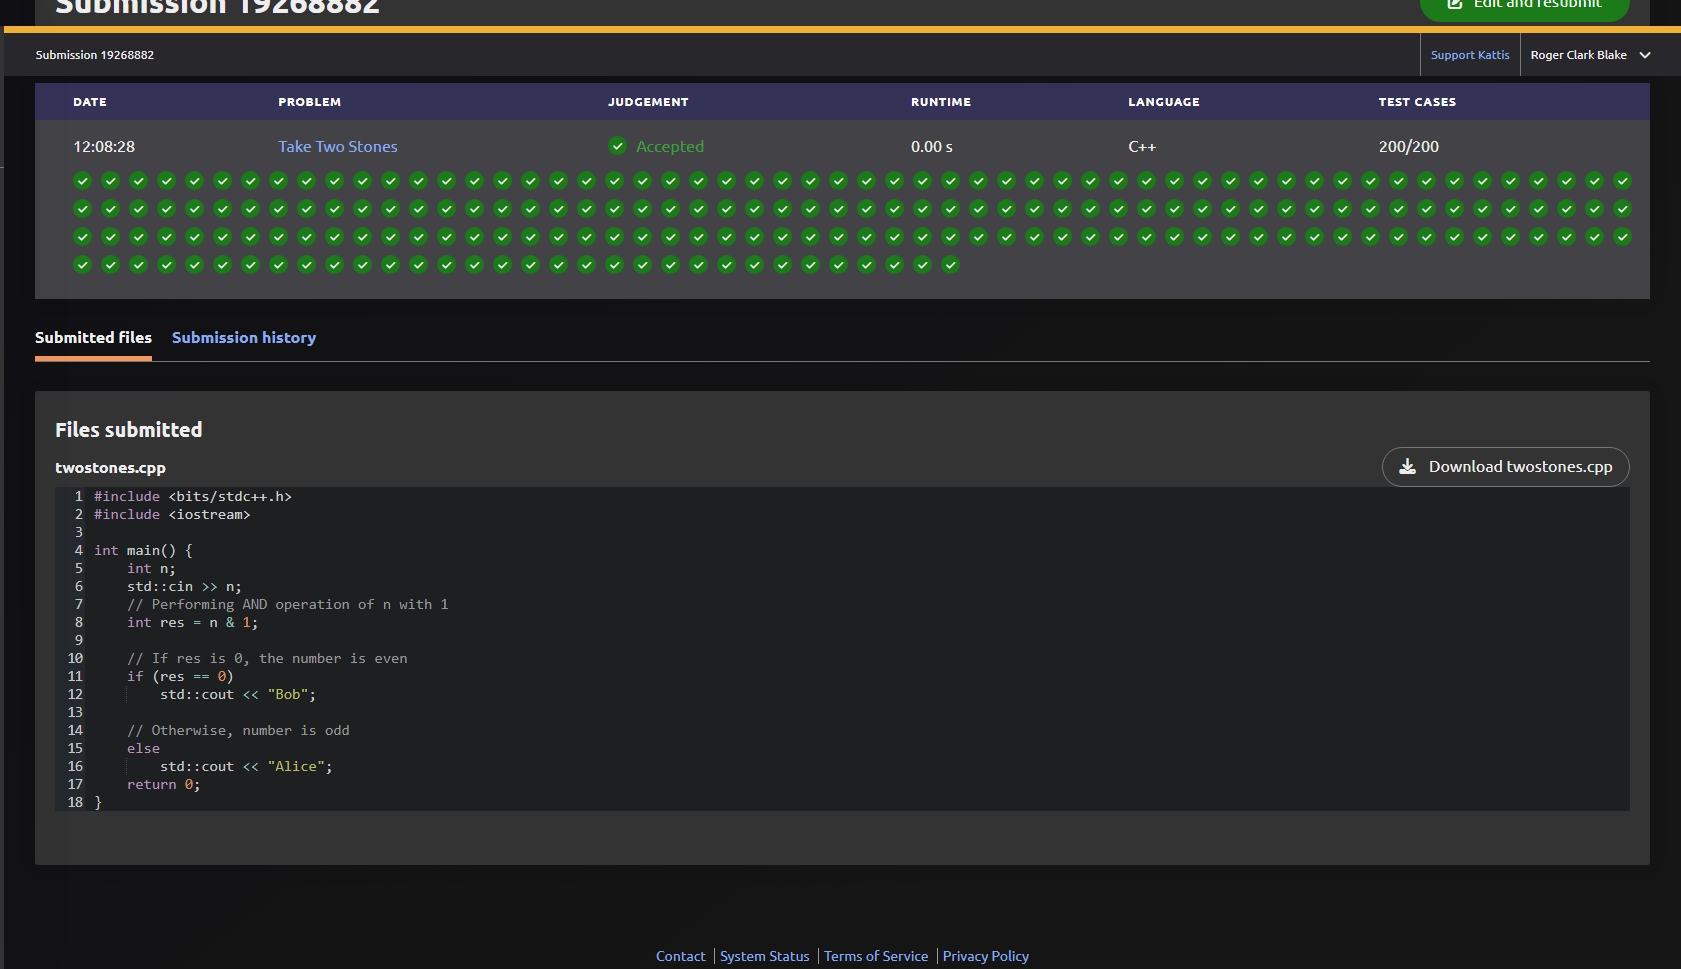 Submission 19268882
Edit and resubmit
Submission 19268882
Support Kattis
Roger Clark Blake
DATE PROBLEM JUDGEMENT RUNTIME LANGUAGE TEST CASES
12:08:28 Take Two Stones Accepted 0.00 s C++ 200/200
Submitted files Submission history
Files submitted
twostones.cpp
Download twostones.cpp
1 #include <bits/stdc++.h>
2 #include <iostream>
3
4 int main() {
5     int n;
6     std::cin >> n;
7     // Performing AND operation of n with 1
8     int res = n & 1;
9
10     // If res is 0, the number is even
11     if (res == 0)
12         std::cout << "Bob";
13
14     // Otherwise, number is odd
15     else
16         std::cout << "Alice";
17     return 0;
18 }
Contact | System Status | Terms of Service | Privacy Policy